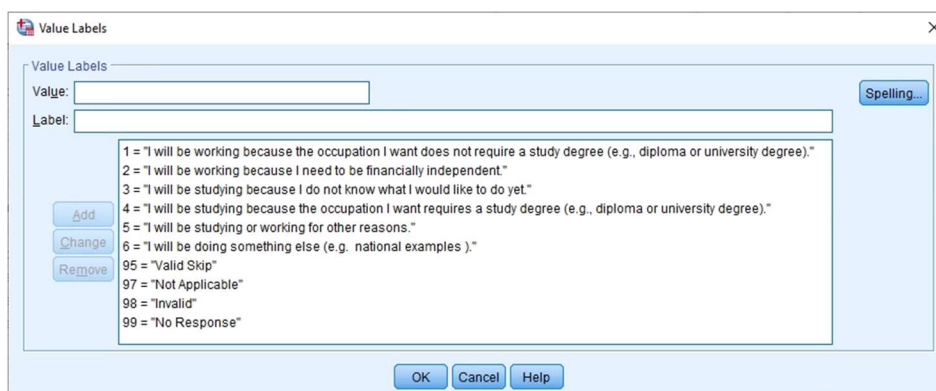 Value Labels
Value Labels
Value:
Spelling...
Label:
1 = "I will be working because the occupation I want does not require a study degree (e.g., diploma or university degree)."
2 = "I will be working because I need to be financially independent."
3 = "I will be studying because I do not know what I would like to do yet."
4 = "I will be studying because the occupation I want requires a study degree (e.g., diploma or university degree)."
5 = "I will be studying or working for other reasons."
6 = "I will be doing something else (e.g.  national examples )."
95 = "Valid Skip"
97 = "Not Applicable"
98 = "Invalid"
99 = "No Response"
Add
Change
Remove
OK Cancel Help